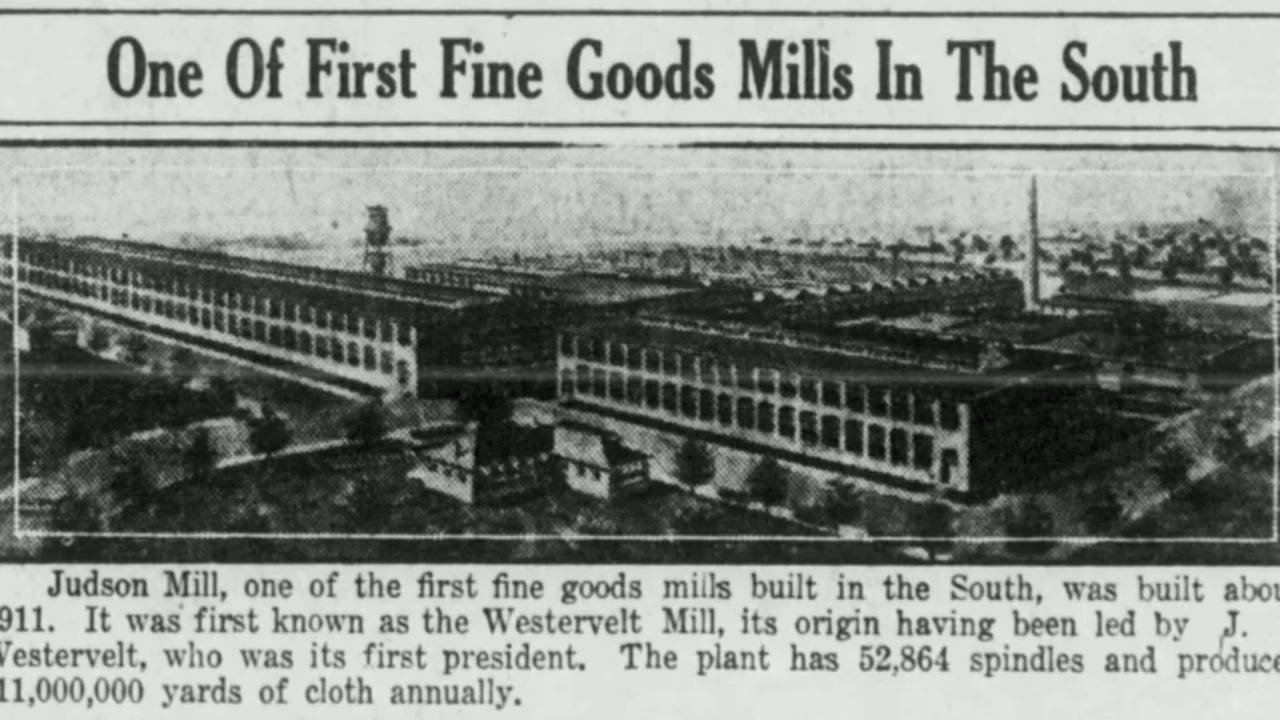 One Of First Fine Goods Mills In The South
Judson Mill, one of the first fine goods mills built in the South, was built abou
911. It was first known as the Westervelt Mill, its origin having been led by J.
Westervelt, who was its first president. The plant has 52,864 spindles and produce
11,000,000 yards of cloth annually.